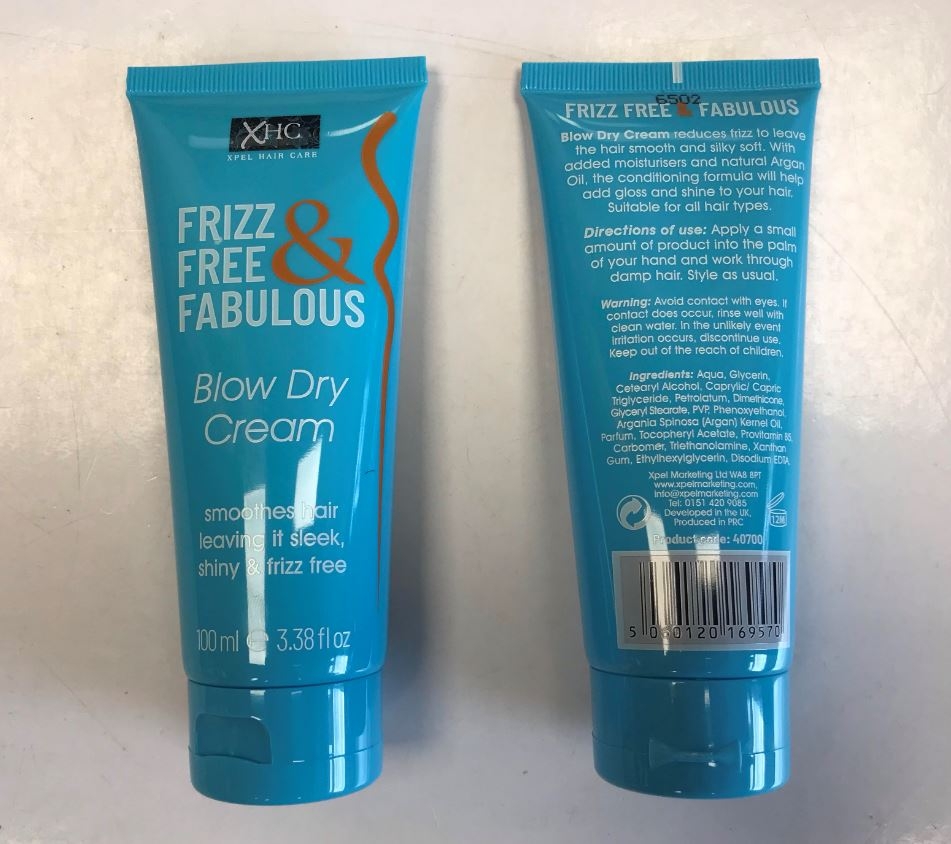 XHC
XPEL HAIR CARE
FRIZZ
FREE &
FABULOUS
Blow Dry
Cream
smoothes hair
leaving it sleek,
shiny & frizz free
100 ml e 3.38 fl oz
6502
FRIZZ FREE & FABULOUS
Blow Dry Cream reduces frizz to leave
the hair smooth and silky soft. With
added moisturisers and natural Argan
Oil, the conditioning formula will help
add gloss and shine to your hair.
Suitable for all hair types.
Directions of use: Apply a small
amount of product into the palm
of your hand and work through
damp hair. Style as usual.
Warning: Avoid contact with eyes. If
contact does occur, rinse well with
clean water. In the unlikely event
irritation occurs, discontinue use.
Keep out of the reach of children.
Ingredients: Aqua, Glycerin,
Cetearyl Alcohol, Caprylic/ Capric
Triglyceride, Petrolatum, Dimethicone,
Glyceryl Stearate, PVP, Phenoxyethanol,
Argania Spinosa (Argan) Kernel Oil,
Parfum, Tocopheryl Acetate, Provitamin B5,
Carbomer, Triethanolamine, Xanthan
Gum, Ethylhexylglycerin, Disodium EDTA.
Xpel Marketing Ltd WA8 8PT
www.xpelmarketing.com,
info@xpelmarketing.com
Tel: 0151 420 9085
Developed in the UK,
Produced in PRC
12M
Product code: 40700
5 060120 169570